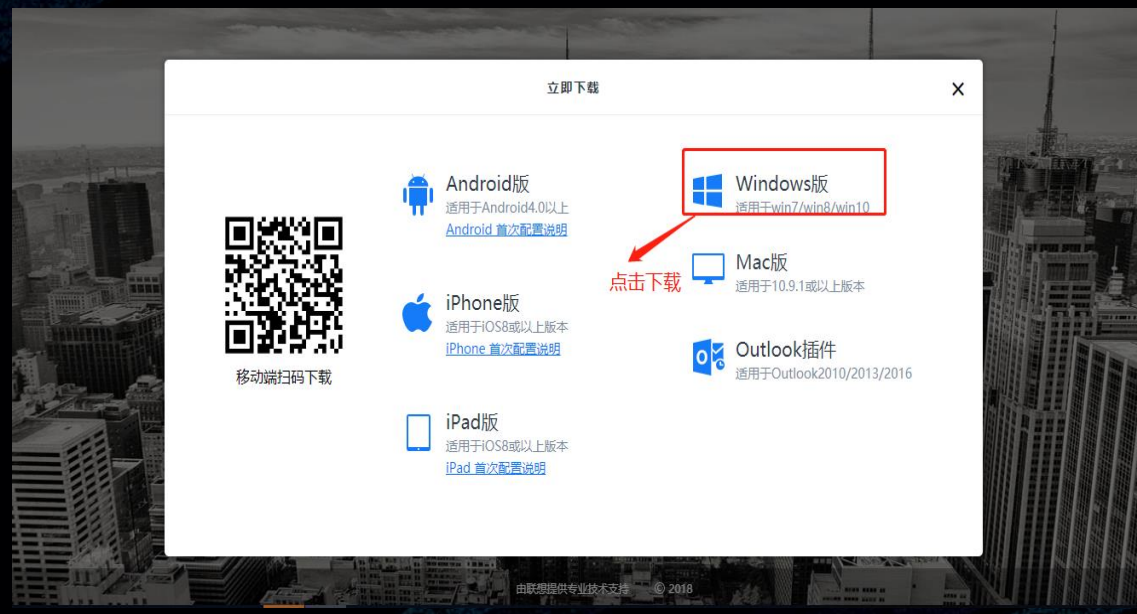 立即下载
移动端扫码下载
Android版
适用于Android4.0以上
Android 首次配置说明
iPhone版
适用于iOS8或以上版本
iPhone 首次配置说明
iPad版
适用于iOS8或以上版本
iPad 首次配置说明
Windows版
适用于win7/win8/win10
点击下载
Mac版
适用于10.9.1或以上版本
Outlook插件
适用于Outlook2010/2013/2016
由联想提供专业技术支持 © 2018